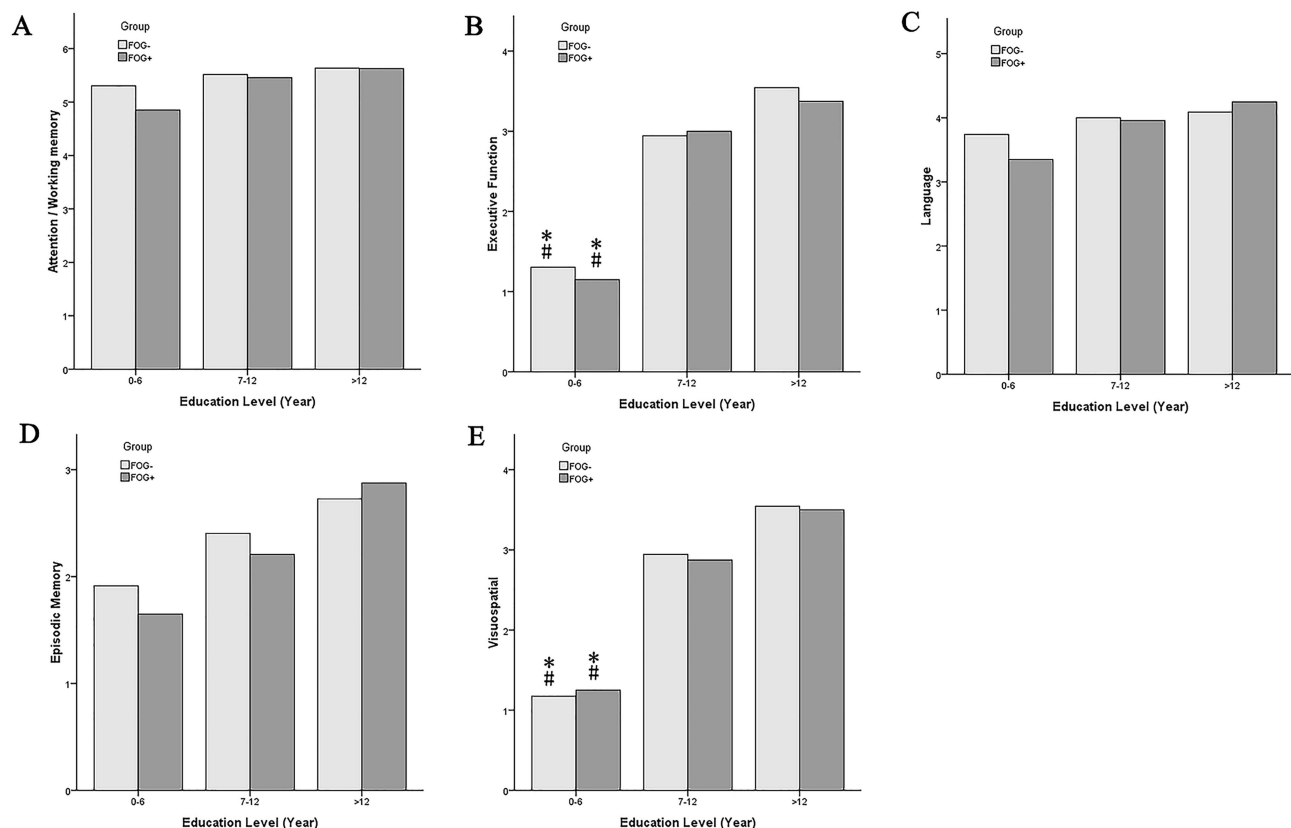 A
Group
FOG-
FOG+
6
5
4
3
2
1
0
Attention / Working memory
0-6 7-12 >12
Education Level (Year)
B
Group
FOG-
FOG+
4
3
2
1
0
Executive Function
* *
# #
0-6 7-12 >12
Education Level (Year)
C
Group
FOG-
FOG+
5
4
3
2
1
0
Language
0-6 7-12 >12
Education Level (Year)
D
Group
FOG-
FOG+
3
2
1
0
Episodic Memory
0-6 7-12 >12
Education Level (Year)
E
Group
FOG-
FOG+
4
3
2
1
0
Visuospatial
* *
# #
0-6 7-12 >12
Education Level (Year)